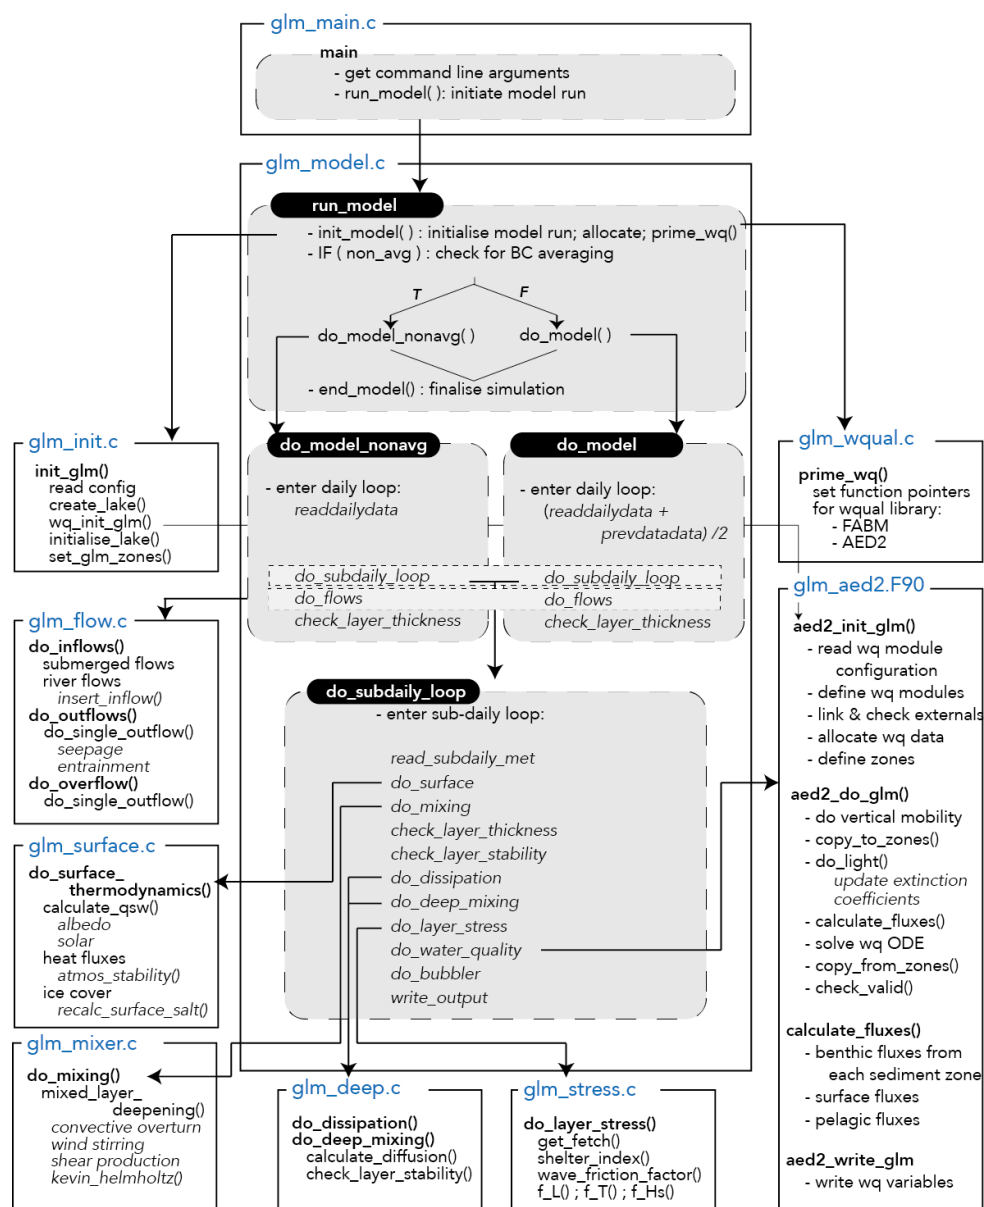 glm_main.c
main
- get command line arguments
- run_model( ): initiate model run
glm_model.c
run_model
- init_model( ) : initialise model run; allocate; prime_wq()
- IF ( non_avg ) : check for BC averaging
T
F
do_model_nonavg( )
do_model( )
- end_model() : finalise simulation
glm_init.c
init_glm()
read config
create_lake()
wq_init_glm()
initialise_lake()
set_glm_zones()
do_model_nonavg
- enter daily loop:
readdailydata
do_subdaily_loop
do_flows
check_layer_thickness
do_model
- enter daily loop:
(readdailydata +
prevdatadata) /2
do_subdaily_loop
do_flows
check_layer_thickness
glm_wqual.c
prime_wq()
set function pointers
for wqual library:
- FABM
- AED2
glm_flow.c
do_inflows()
submerged flows
river flows
insert_inflow()
do_outflows()
do_single_outflow()
seepage
entrainment
do_overflow()
do_single_outflow()
do_subdaily_loop
- enter sub-daily loop:
read_subdaily_met
do_surface
do_mixing
check_layer_thickness
check_layer_stability
do_dissipation
do_deep_mixing
do_layer_stress
do_water_quality
do_bubbler
write_output
glm_aed2.F90
aed2_init_glm()
- read wq module
configuration
- define wq modules
- link & check externals
- allocate wq data
- define zones
aed2_do_glm()
- do vertical mobility
- copy_to_zones()
- do_light()
update extinction
coefficients
- calculate_fluxes()
- solve wq ODE
- copy_from_zones()
- check_valid()
calculate_fluxes()
- benthic fluxes from
each sediment zone
- surface fluxes
- pelagic fluxes
aed2_write_glm
- write wq variables
glm_surface.c
do_surface_
thermodynamics()
calculate_qsw()
albedo
solar
heat fluxes
atmos_stability()
ice cover
recalc_surface_salt()
glm_mixer.c
do_mixing()
mixed_layer_
deepening()
convective overturn
wind stirring
shear production
kevin_helmholtz()
glm_deep.c
do_dissipation()
do_deep_mixing()
calculate_diffusion()
check_layer_stability()
glm_stress.c
do_layer_stress()
get_fetch()
shelter_index()
wave_friction_factor()
f_L() ; f_T() ; f_Hs()